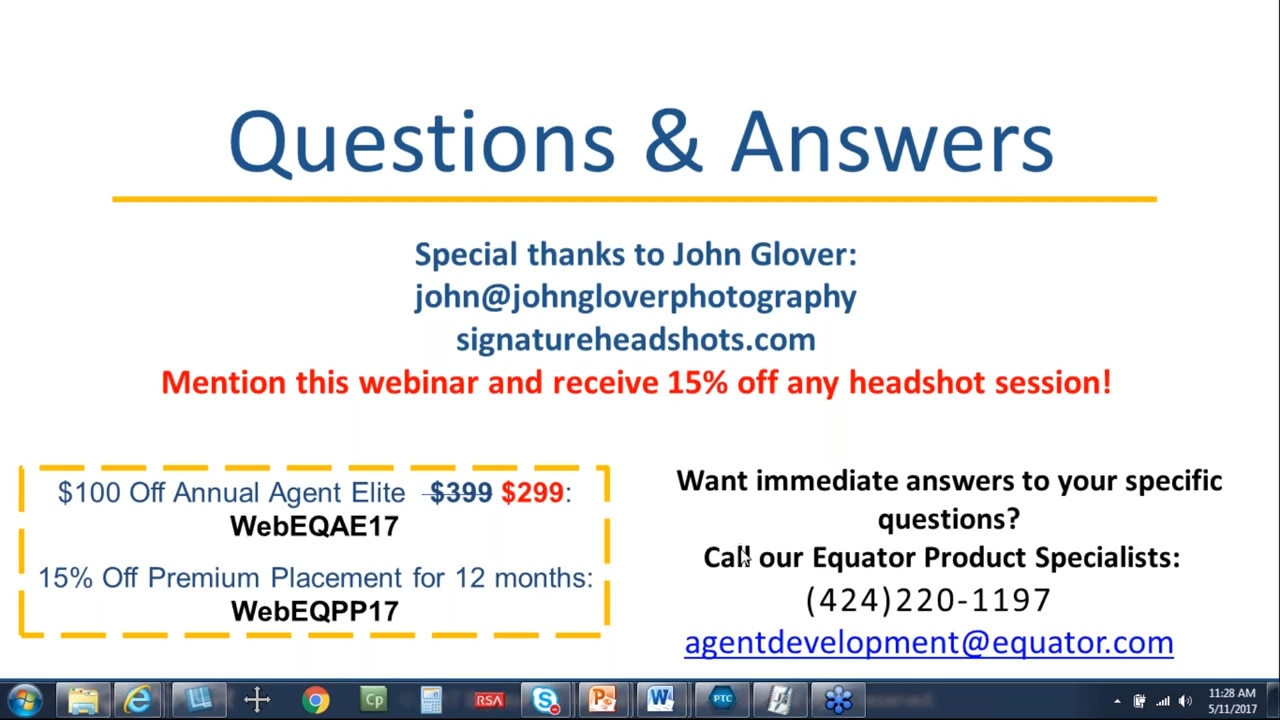 Questions & Answers
Special thanks to John Glover:
john@johngloverphotography
signatureheadshots.com
Mention this webinar and receive 15% off any headshot session!
$100 Off Annual Agent Elite $399 $299:
WebEQAE17
15% Off Premium Placement for 12 months:
WebEQPP17
Want immediate answers to your specific
questions?
Call our Equator Product Specialists:
(424)220-1197
agentdevelopment@equator.com
Cp
RSA
PTC
11:28 AM
5/11/2017